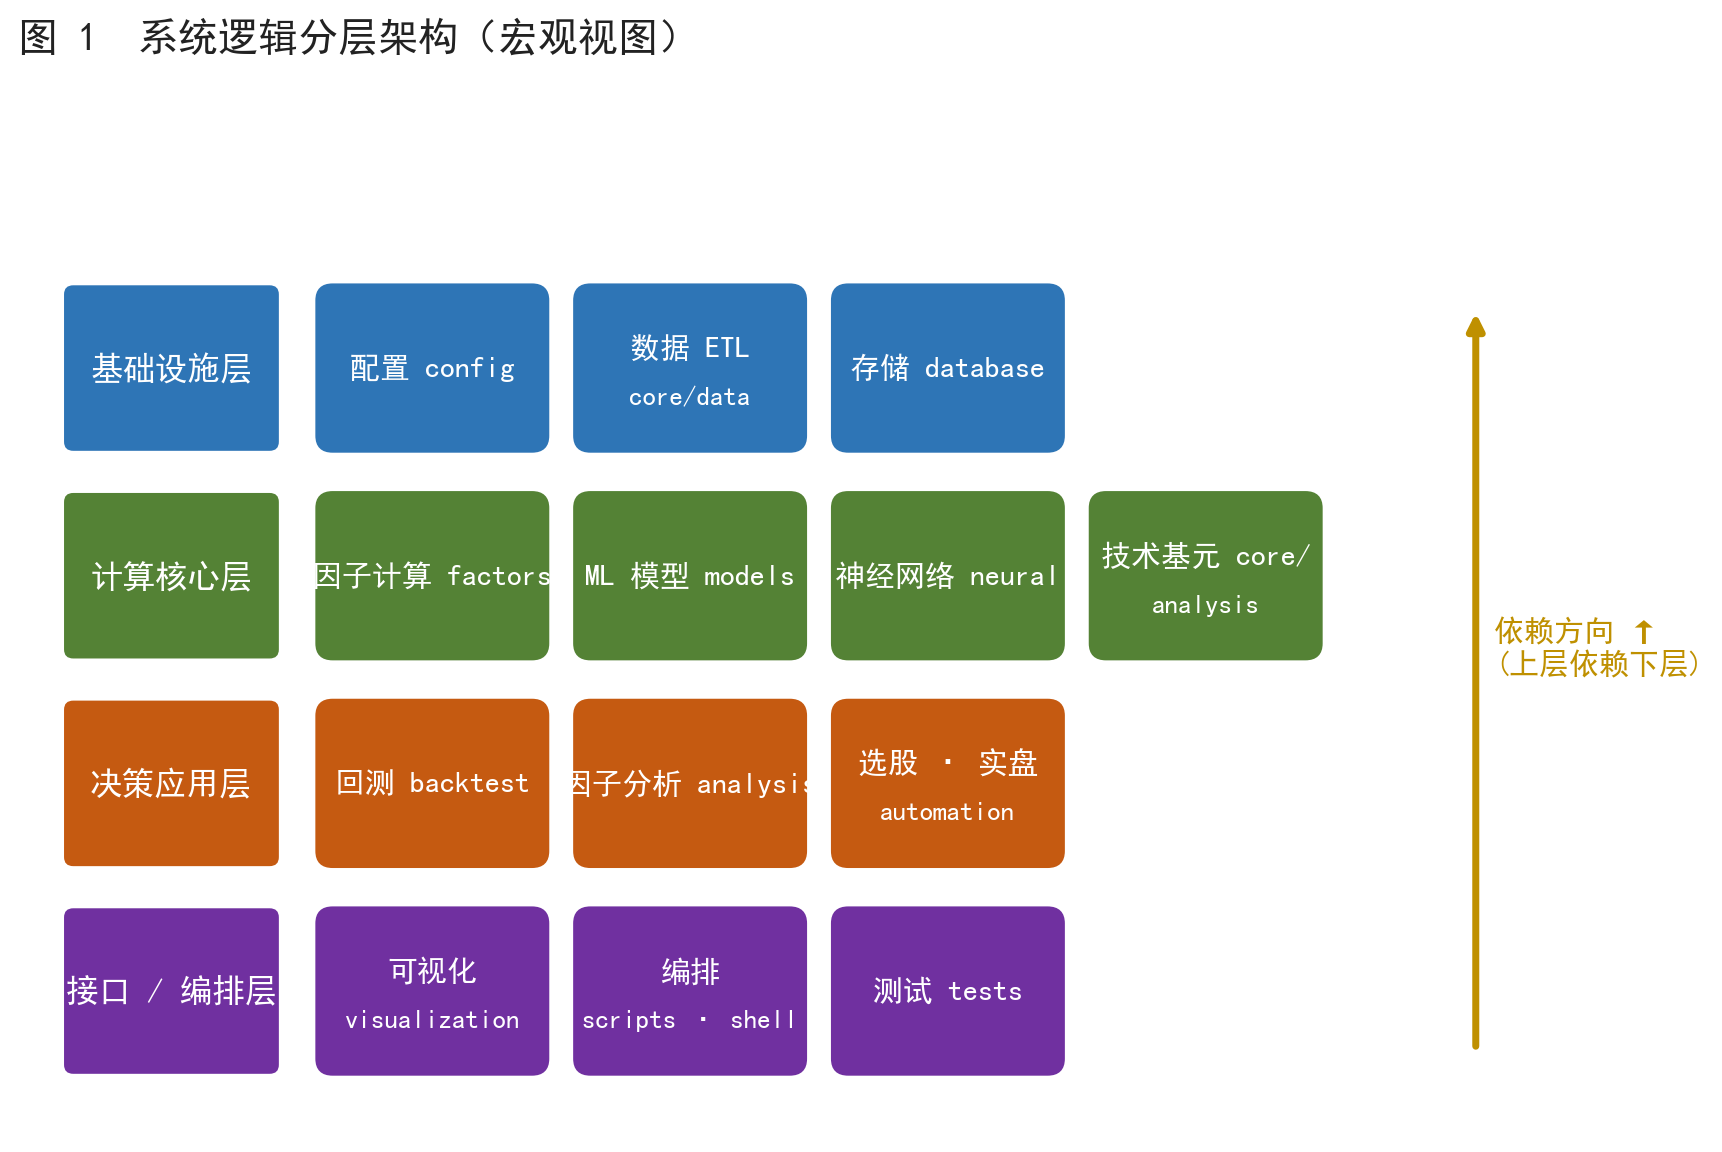 图 1  系统逻辑分层架构（宏观视图）
基础设施层
配置 config
数据 ETL
core/data
存储 database
计算核心层
因子计算 factors
ML 模型 models
神经网络 neural
技术基元 core/
analysis
依赖方向 ↑
（上层依赖下层）
决策应用层
回测 backtest
因子分析 analysis
选股 · 实盘
automation
接口 / 编排层
可视化
visualization
编排
scripts · shell
测试 tests